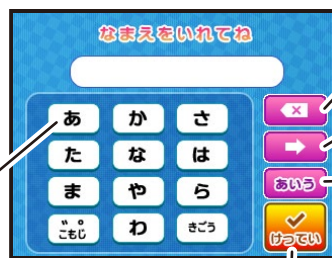 なまえをいれてね
あ か さ
た な は
ま や ら
゛゜こもじ わ きごう
あいう
けってい